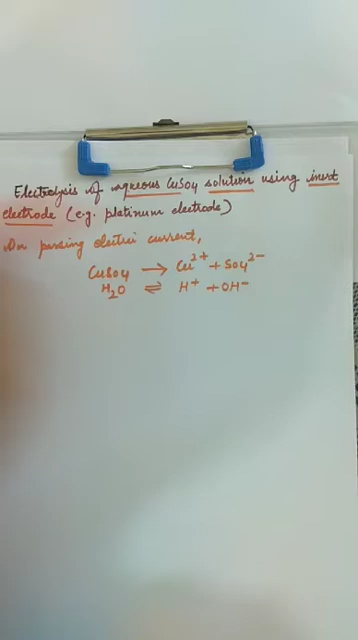 Electrolysis of aqueous CuSO4 solution using inert
electrode (e.g. platinum electrode)
On passing electric current,
CuSO4 → Cu²⁺ + SO4²⁻
H₂O ⇌ H⁺ + OH⁻